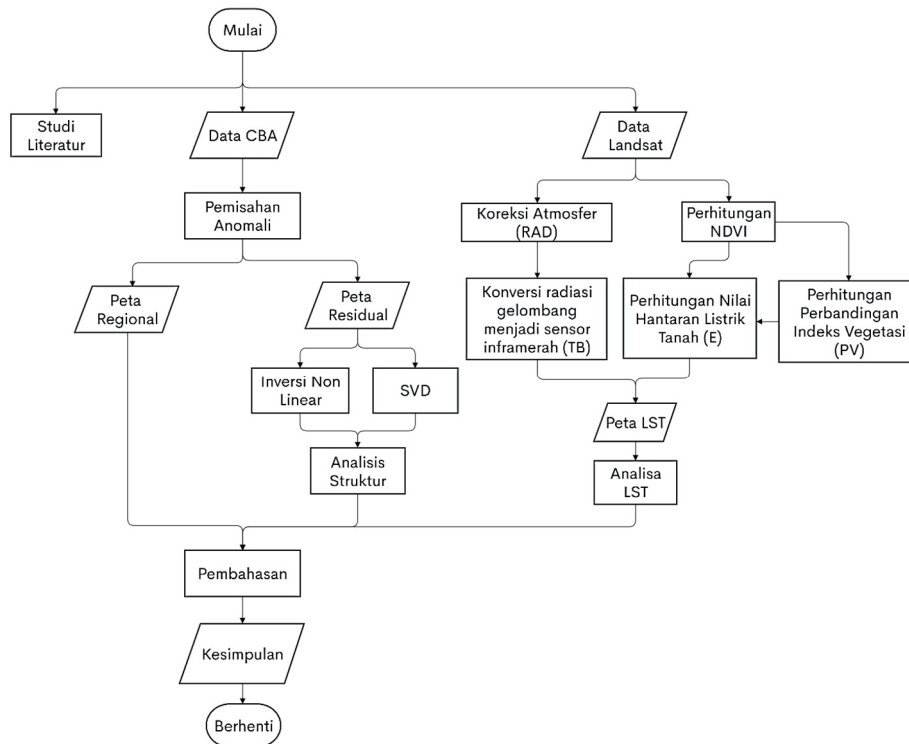 Mulai
Studi
Literatur
Data CBA
Data
Landsat
Pemisahan
Anomali
Koreksi Atmosfer
(RAD)
Perhitungan
NDVI
Peta
Regional
Peta
Residual
Konversi radiasi
gelombang
menjadi sensor
inframerah (TB)
Perhitungan Nilai
Hantaran Listrik
Tanah (E)
Perhitungan
Perbandingan
Indeks Vegetasi
(PV)
Inversi Non
Linear
SVD
Peta LST
Analisis
Struktur
Analisa
LST
Pembahasan
Kesimpulan
Berhenti